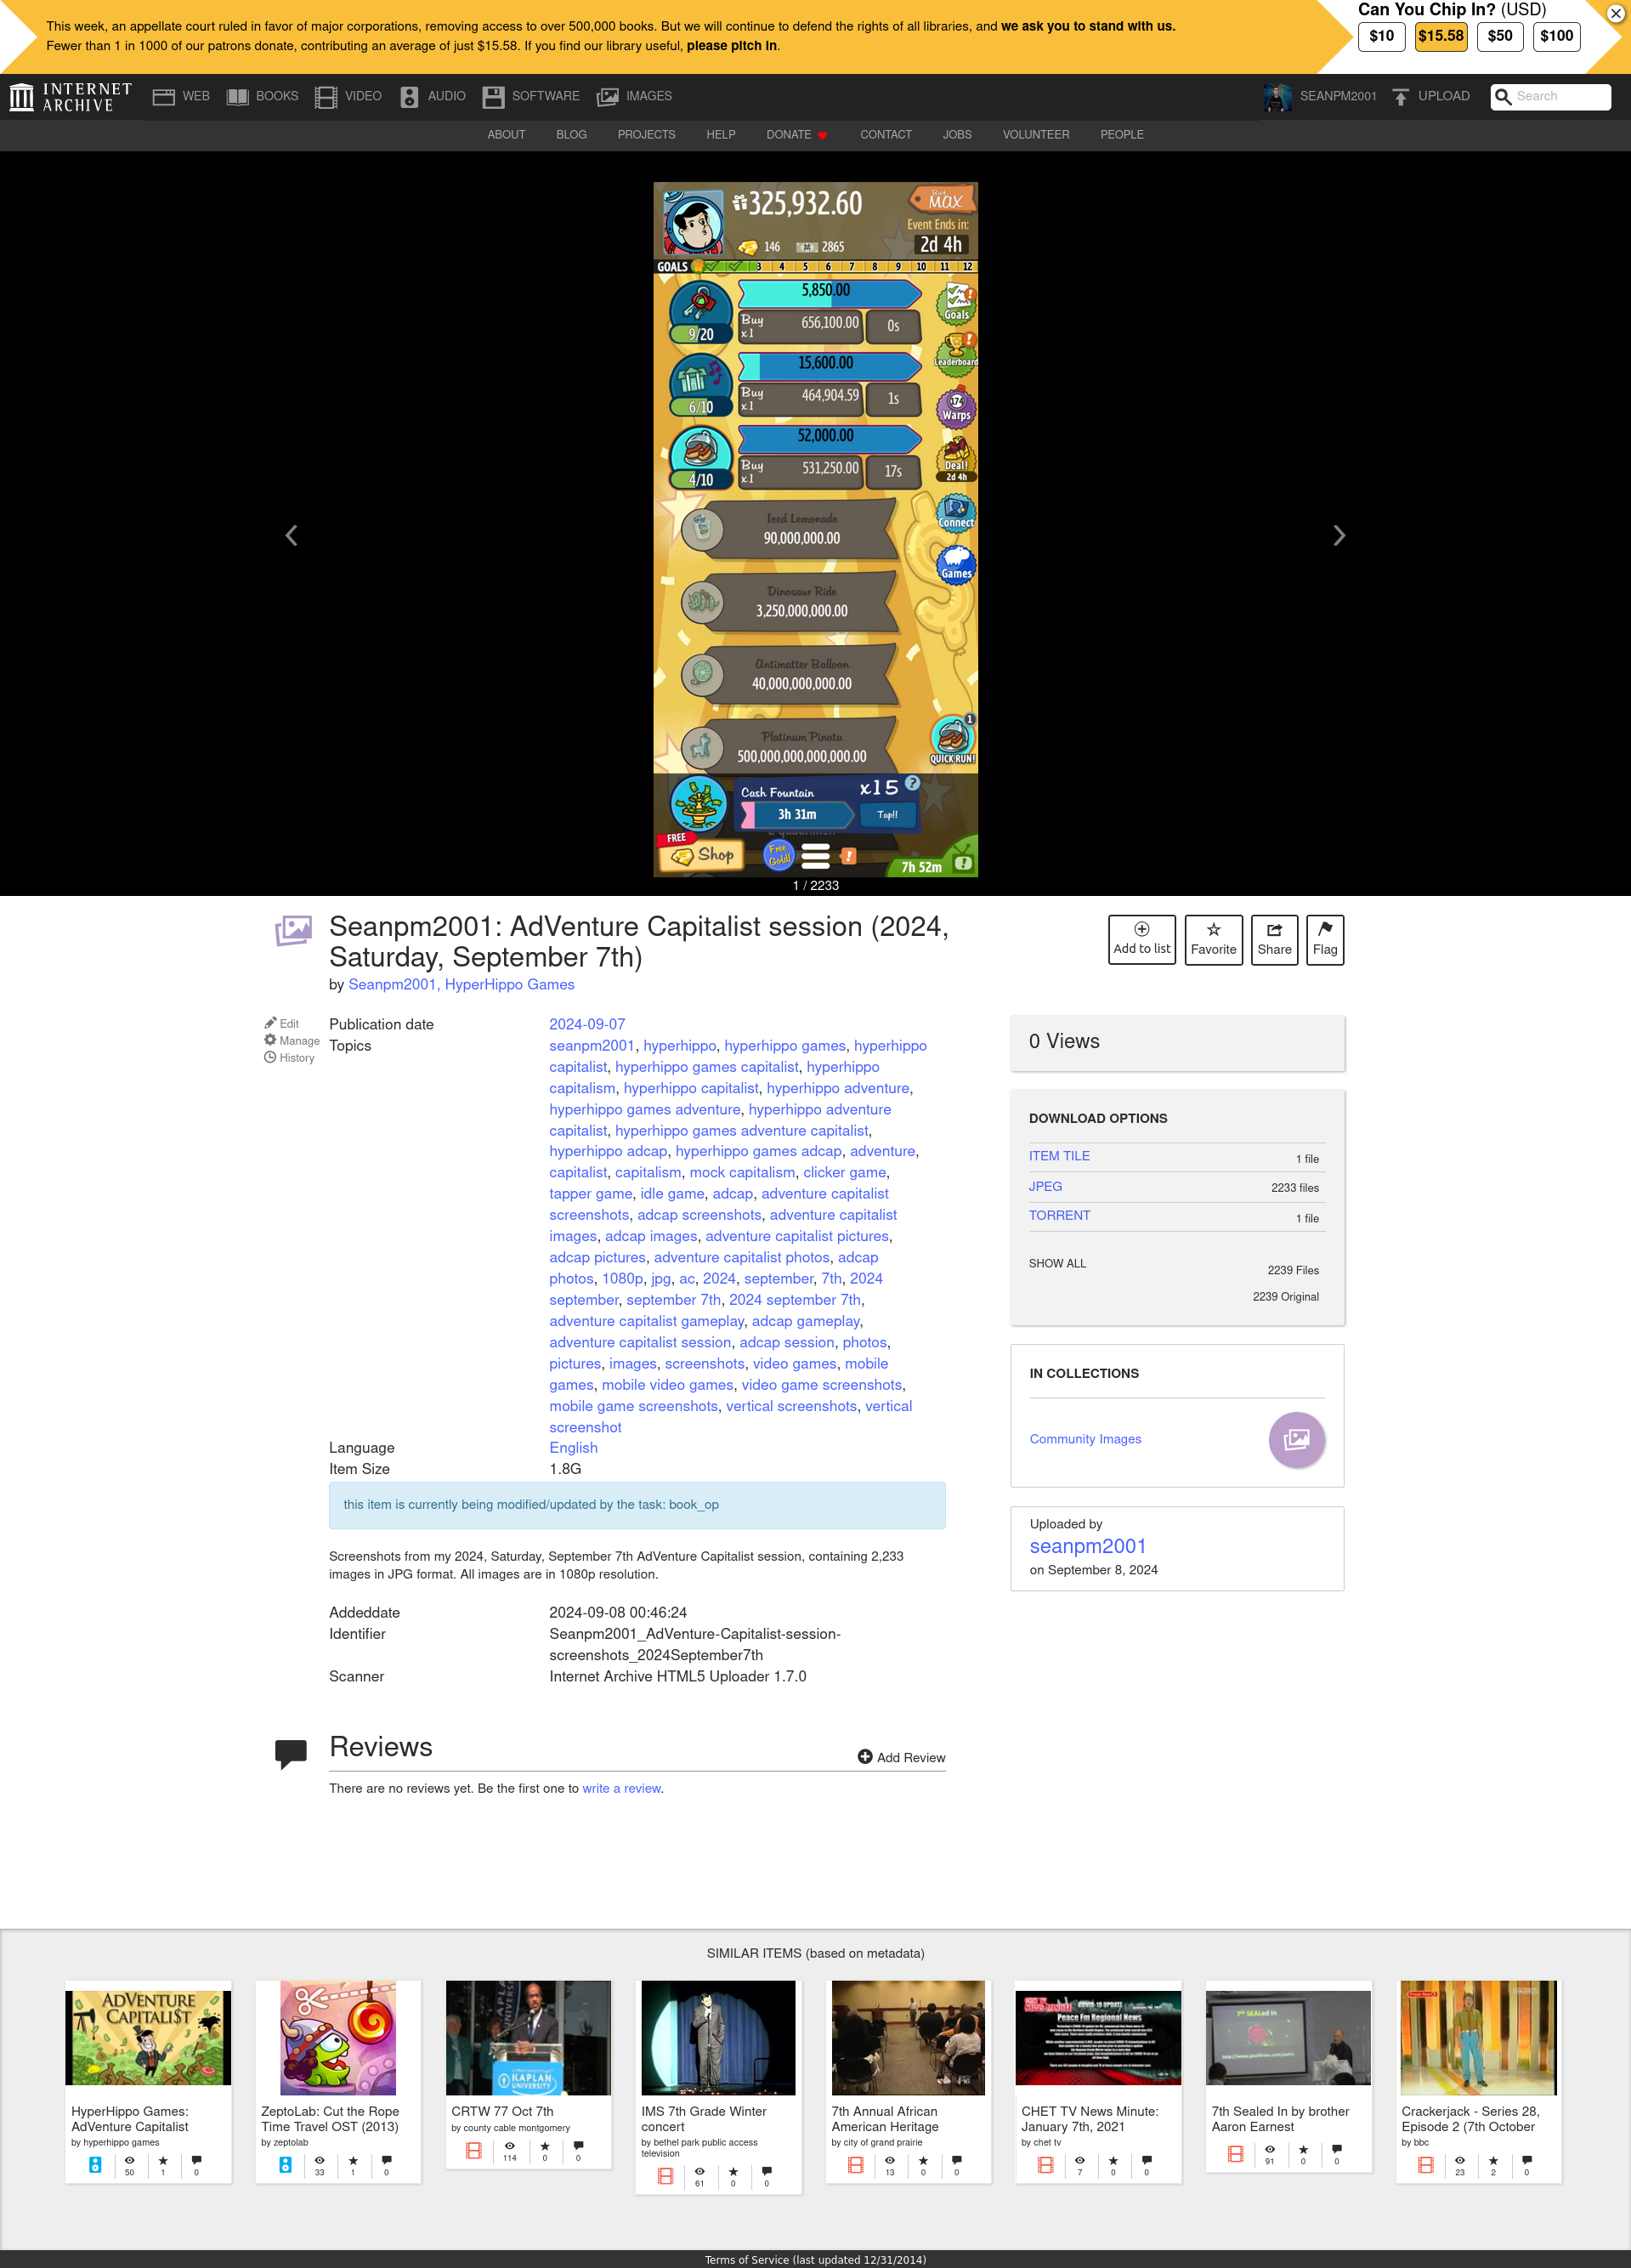 This week, an appellate court ruled in favor of major corporations, removing access to over 500,000 books. But we will continue to defend the rights of all libraries, and we ask you to stand with us.
Fewer than 1 in 1000 of our patrons donate, contributing an average of just $15.58. If you find our library useful, please pitch in.
Can You Chip In? (USD)
$10 $15.58 $50 $100
INTERNET ARCHIVE
WEB BOOKS VIDEO AUDIO SOFTWARE IMAGES SEANPM2001 UPLOAD Search
ABOUT BLOG PROJECTS HELP DONATE CONTACT JOBS VOLUNTEER PEOPLE
325,932.60
Buy MAX
Event Ends in:
146 2865 2d 4h
GOALS 3 4 5 6 7 8 9 10 11 12
5,850.00
9/20 Buy x1 656,100.00 0s
Goals
15,600.00
Leaderboard
6/10 Buy x1 464,904.59 1s
174
Warps
52,000.00
4/10 Buy x1 531,250.00 17s
Deal!
2d 4h
Iced Lemonade
90,000,000.00
Connect
Games
Dinosaur Ride
3,250,000,000.00
Antimatter Balloon
40,000,000,000.00
Platinum Pinata
500,000,000,000,000.00
1
QUICK RUN!
Cash Fountain x15 ?
3h 31m Tap!!
FREE
Shop
Free Gold!
!
7h 52m
1 / 2233
Seanpm2001: AdVenture Capitalist session (2024,
Saturday, September 7th)
by Seanpm2001, HyperHippo Games
Add to list Favorite Share Flag
Edit
Manage
History
Publication date 2024-09-07
Topics seanpm2001, hyperhippo, hyperhippo games, hyperhippo
capitalist, hyperhippo games capitalist, hyperhippo
capitalism, hyperhippo capitalist, hyperhippo adventure,
hyperhippo games adventure, hyperhippo adventure
capitalist, hyperhippo games adventure capitalist,
hyperhippo adcap, hyperhippo games adcap, adventure,
capitalist, capitalism, mock capitalism, clicker game,
tapper game, idle game, adcap, adventure capitalist
screenshots, adcap screenshots, adventure capitalist
images, adcap images, adventure capitalist pictures,
adcap pictures, adventure capitalist photos, adcap
photos, 1080p, jpg, ac, 2024, september, 7th, 2024
september, september 7th, 2024 september 7th,
adventure capitalist gameplay, adcap gameplay,
adventure capitalist session, adcap session, photos,
pictures, images, screenshots, video games, mobile
games, mobile video games, video game screenshots,
mobile game screenshots, vertical screenshots, vertical
screenshot
Language English
Item Size 1.8G
this item is currently being modified/updated by the task: book_op
Screenshots from my 2024, Saturday, September 7th AdVenture Capitalist session, containing 2,233
images in JPG format. All images are in 1080p resolution.
Addeddate 2024-09-08 00:46:24
Identifier Seanpm2001_AdVenture-Capitalist-session-
screenshots_2024September7th
Scanner Internet Archive HTML5 Uploader 1.7.0
0 Views
DOWNLOAD OPTIONS
ITEM TILE 1 file
JPEG 2233 files
TORRENT 1 file
SHOW ALL 2239 Files
2239 Original
IN COLLECTIONS
Community Images
Uploaded by
seanpm2001
on September 8, 2024
Reviews
Add Review
There are no reviews yet. Be the first one to write a review.
SIMILAR ITEMS (based on metadata)
ADVENTURE CAPITALI$T
HyperHippo Games:
AdVenture Capitalist
by hyperhippo games
50 1 0
ZeptoLab: Cut the Rope
Time Travel OST (2013)
by zeptolab
33 1 0
KAPLAN UNIVERSITY
CRTW 77 Oct 7th
by county cable montgomery
114 0 0
IMS 7th Grade Winter
concert
by bethel park public access
television
61 0 0
7th Annual African
American Heritage
by city of grand prairie
13 0 0
COVID-19 UPDATE
Peace Fm Regional News
CHET TV News Minute:
January 7th, 2021
by chet tv
7 0 0
7th SEALed In
7th Sealed In by brother
Aaron Earnest
91 0 0
Crackerjack - Series 28,
Episode 2 (7th October
by bbc
23 2 0
Terms of Service (last updated 12/31/2014)